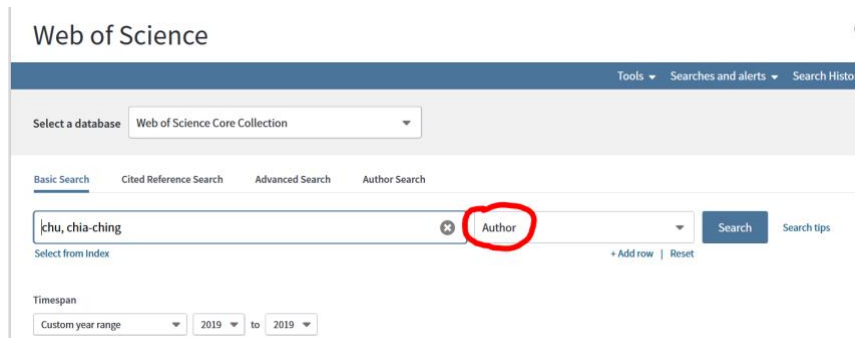 Web of Science
Tools Searches and alerts Search Histo
Select a database Web of Science Core Collection
Basic Search Cited Reference Search Advanced Search Author Search
chu, chia-ching Author Search Search tips
Select from Index + Add row | Reset
Timespan
Custom year range 2019 to 2019